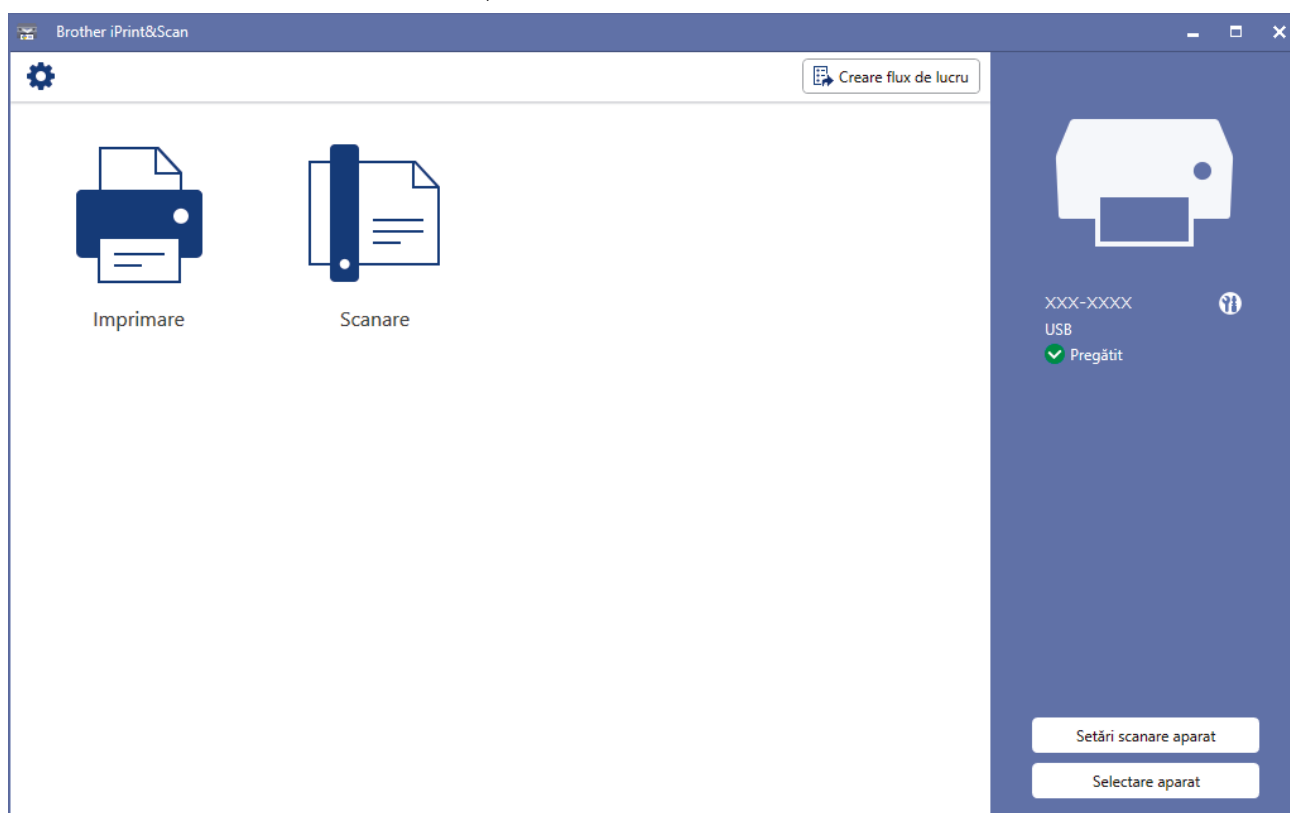 Brother iPrint&Scan
Creare flux de lucru
Imprimare
Scanare
XXX-XXXX
USB
Pregătit
Setări scanare aparat
Selectare aparat